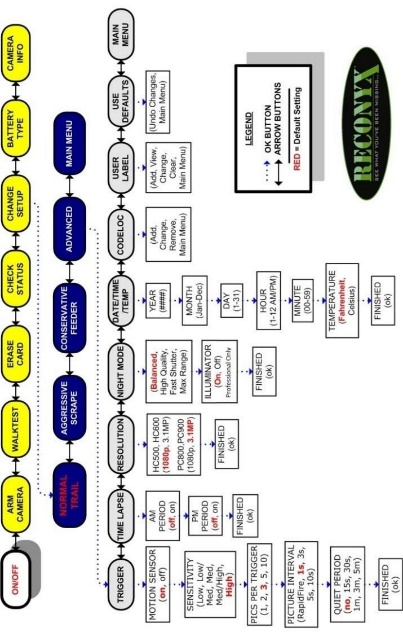 ON/OFF
ARM
CAMERA
WALKTEST
ERASE
CARD
CHECK
STATUS
CHANGE
SETUP
BATTERY
TYPE
CAMERA
INFO
NORMAL
TRAIL
AGGRESSIVE
SCRAPE
CONSERVATIVE
FEEDER
ADVANCED
MAIN MENU
TRIGGER
TIME LAPSE
RESOLUTION
NIGHT MODE
DATE/TIME
/TEMP
CODELOC
USER
LABEL
USE
DEFAULTS
MAIN
MENU
MOTION SENSOR
(on, off)
SENSITIVITY
(Low, Low/
Med, Med,
Med/High,
High)
PICS PER TRIGGER
(1, 2, 3, 5, 10)
PICTURE INTERVAL
(RapidFire, 1s, 3s,
5s, 10s)
QUIET PERIOD
(no, 15s, 30s,
1m, 3m, 5m)
FINISHED
(ok)
AM
PERIOD
(off, on)
PM
PERIOD
(off, on)
FINISHED
(ok)
HC500, HC600
(1080p, 3.1MP)
PC800,PC900
(1080p, 3.1MP)
FINISHED
(ok)
(Balanced,
High Quality,
Fast Shutter,
Max Range)
ILLUMINATOR
(On, Off)
Professional Only
FINISHED
(ok)
YEAR
(####)
MONTH
(Jan-Dec)
DAY
(1-31)
HOUR
(1-12 AM/PM)
MINUTE
(00-59)
TEMPERATURE
(Fahrenheit,
Celsius)
FINISHED
(ok)
(Add,
Change,
Remove,
Main Menu)
(Add, View,
Change,
Clear,
Main Menu)
(Undo Changes,
Main Menu)
LEGEND
OK BUTTON
ARROW BUTTONS
RED = Default Setting
RECONYX
SEE WHAT YOU'VE BEEN MISSING...